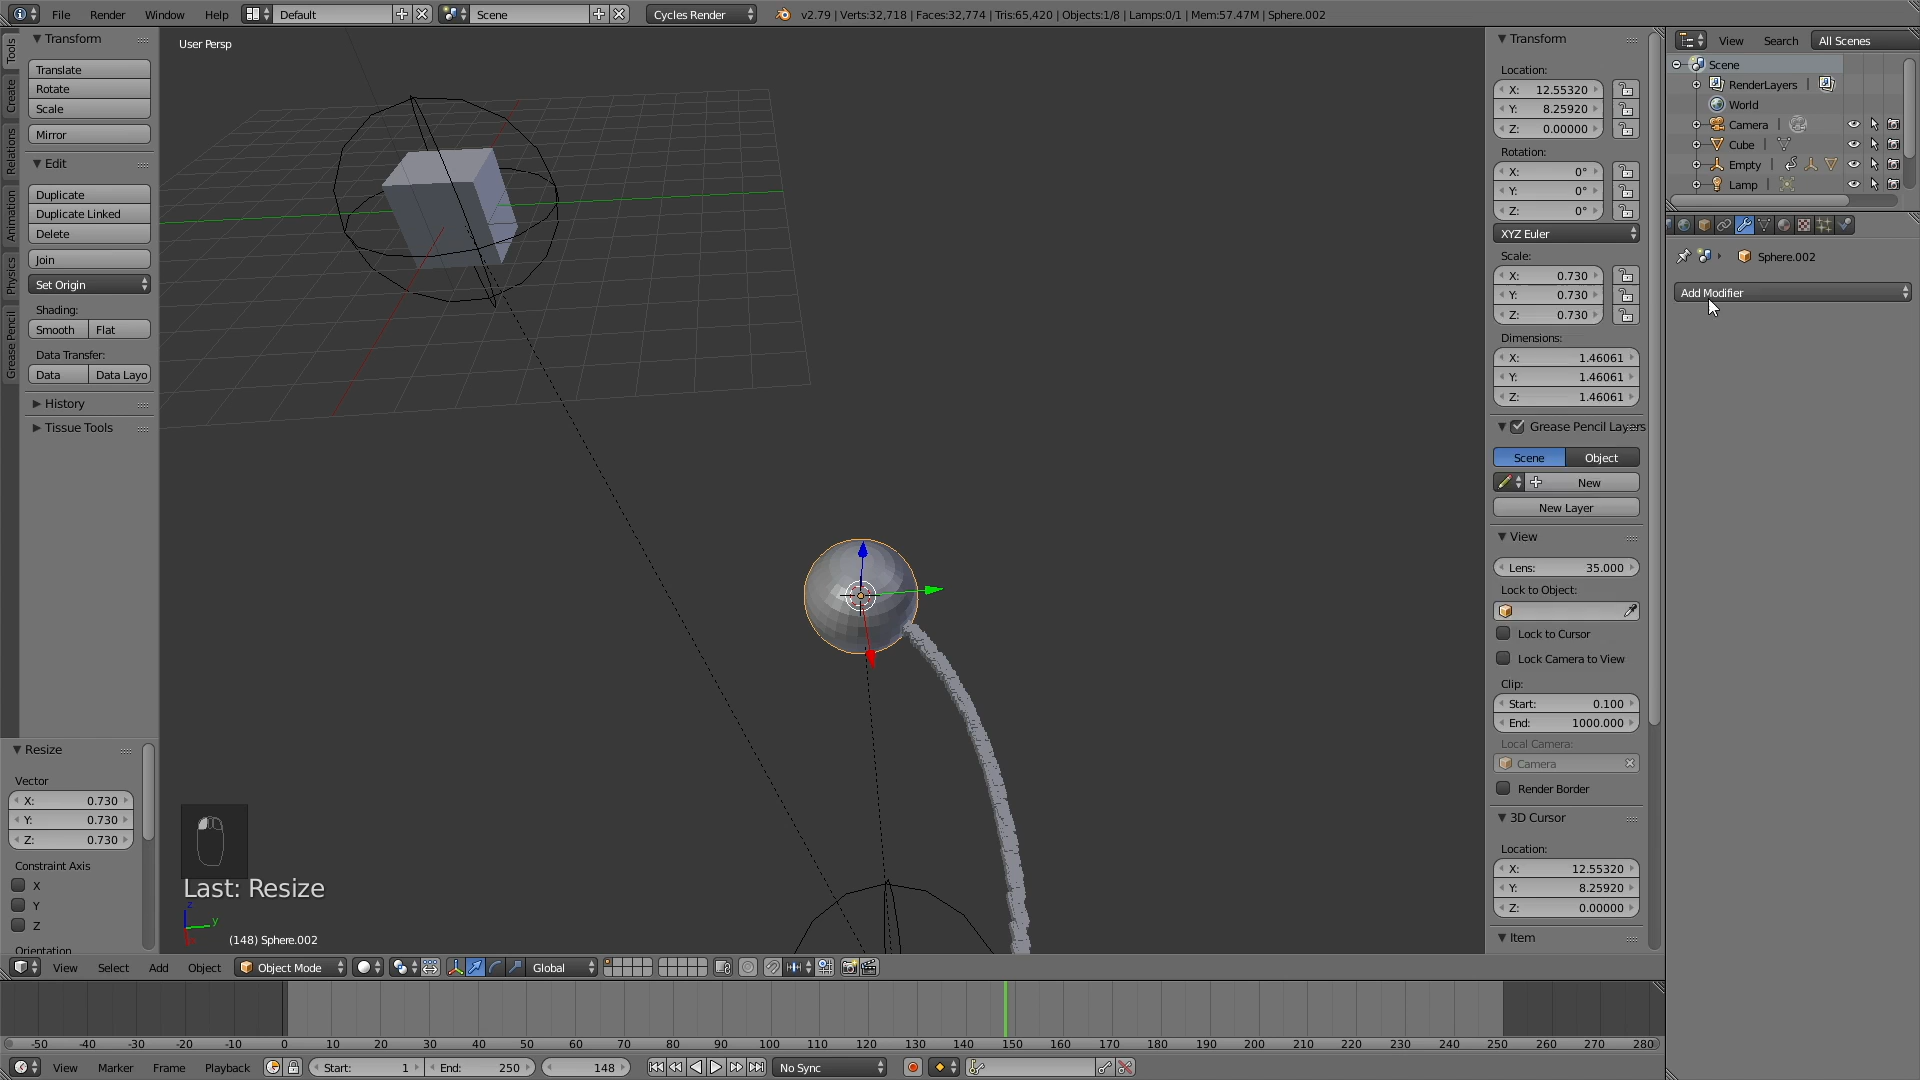 File Render Window Help Default Scene Cycles Render v2.79 | Verts:32,718 | Faces:32,774 | Tris:65,420 | Objects:1/8 | Lamps:0/1 | Mem:57.47M | Sphere.002
Tools
Create
Relations
Animation
Physics
Grease Pencil
Transform
Translate
Rotate
Scale
Mirror
Edit
Duplicate
Duplicate Linked
Delete
Join
Set Origin
Shading:
Smooth Flat
Data Transfer:
Data Data Layo
History
Tissue Tools
Resize
Vector
X: 0.730
Y: 0.730
Z: 0.730
Constraint Axis
X
Y
Z
Orientation
User Persp
Last: Resize
z
y
(148) Sphere.002
Transform
Location:
X: 12.55320
Y: 8.25920
Z: 0.00000
Rotation:
X: 0°
Y: 0°
Z: 0°
XYZ Euler
Scale:
X: 0.730
Y: 0.730
Z: 0.730
Dimensions:
X: 1.46061
Y: 1.46061
Z: 1.46061
Grease Pencil Layers
Scene Object
New
New Layer
View
Lens: 35.000
Lock to Object:
Lock to Cursor
Lock Camera to View
Clip:
Start: 0.100
End: 1000.000
Local Camera:
Camera
Render Border
3D Cursor
Location:
X: 12.55320
Y: 8.25920
Z: 0.00000
Item
View Search All Scenes
Scene
RenderLayers
World
Camera
Cube
Empty
Lamp
Sphere.002
Add Modifier
View Select Add Object Object Mode Global
-50 -40 -30 -20 -10 0 10 20 30 40 50 60 70 80 90 100 110 120 130 140 150 160 170 180 190 200 210 220 230 240 250 260 270 280
View Marker Frame Playback Start: 1 End: 250 148 No Sync